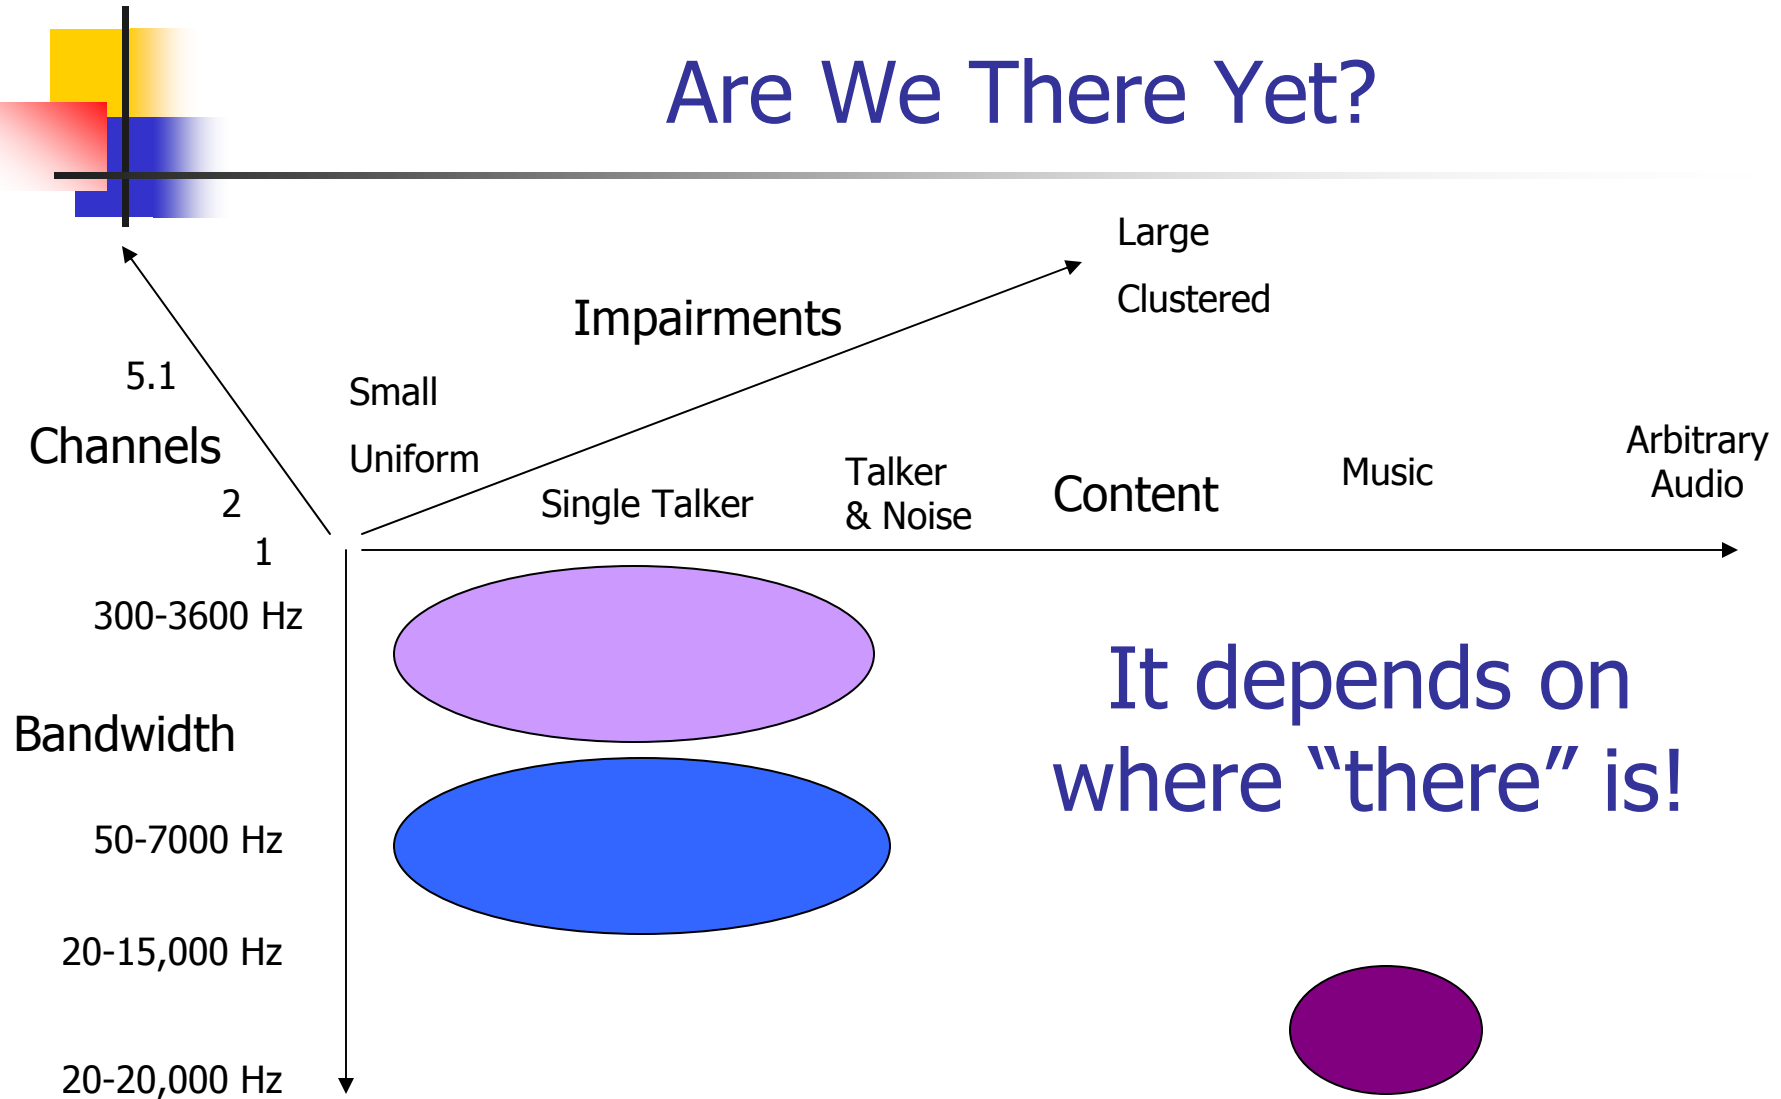 Are We There Yet?
Large
Clustered
Impairments
5.1
Small
Channels
Uniform
Arbitrary
Audio
Talker
& Noise
Content
Music
Single Talker
2
1
300-3600 Hz
It depends on
where “there” is!
Bandwidth
50-7000 Hz
20-15,000 Hz
20-20,000 Hz